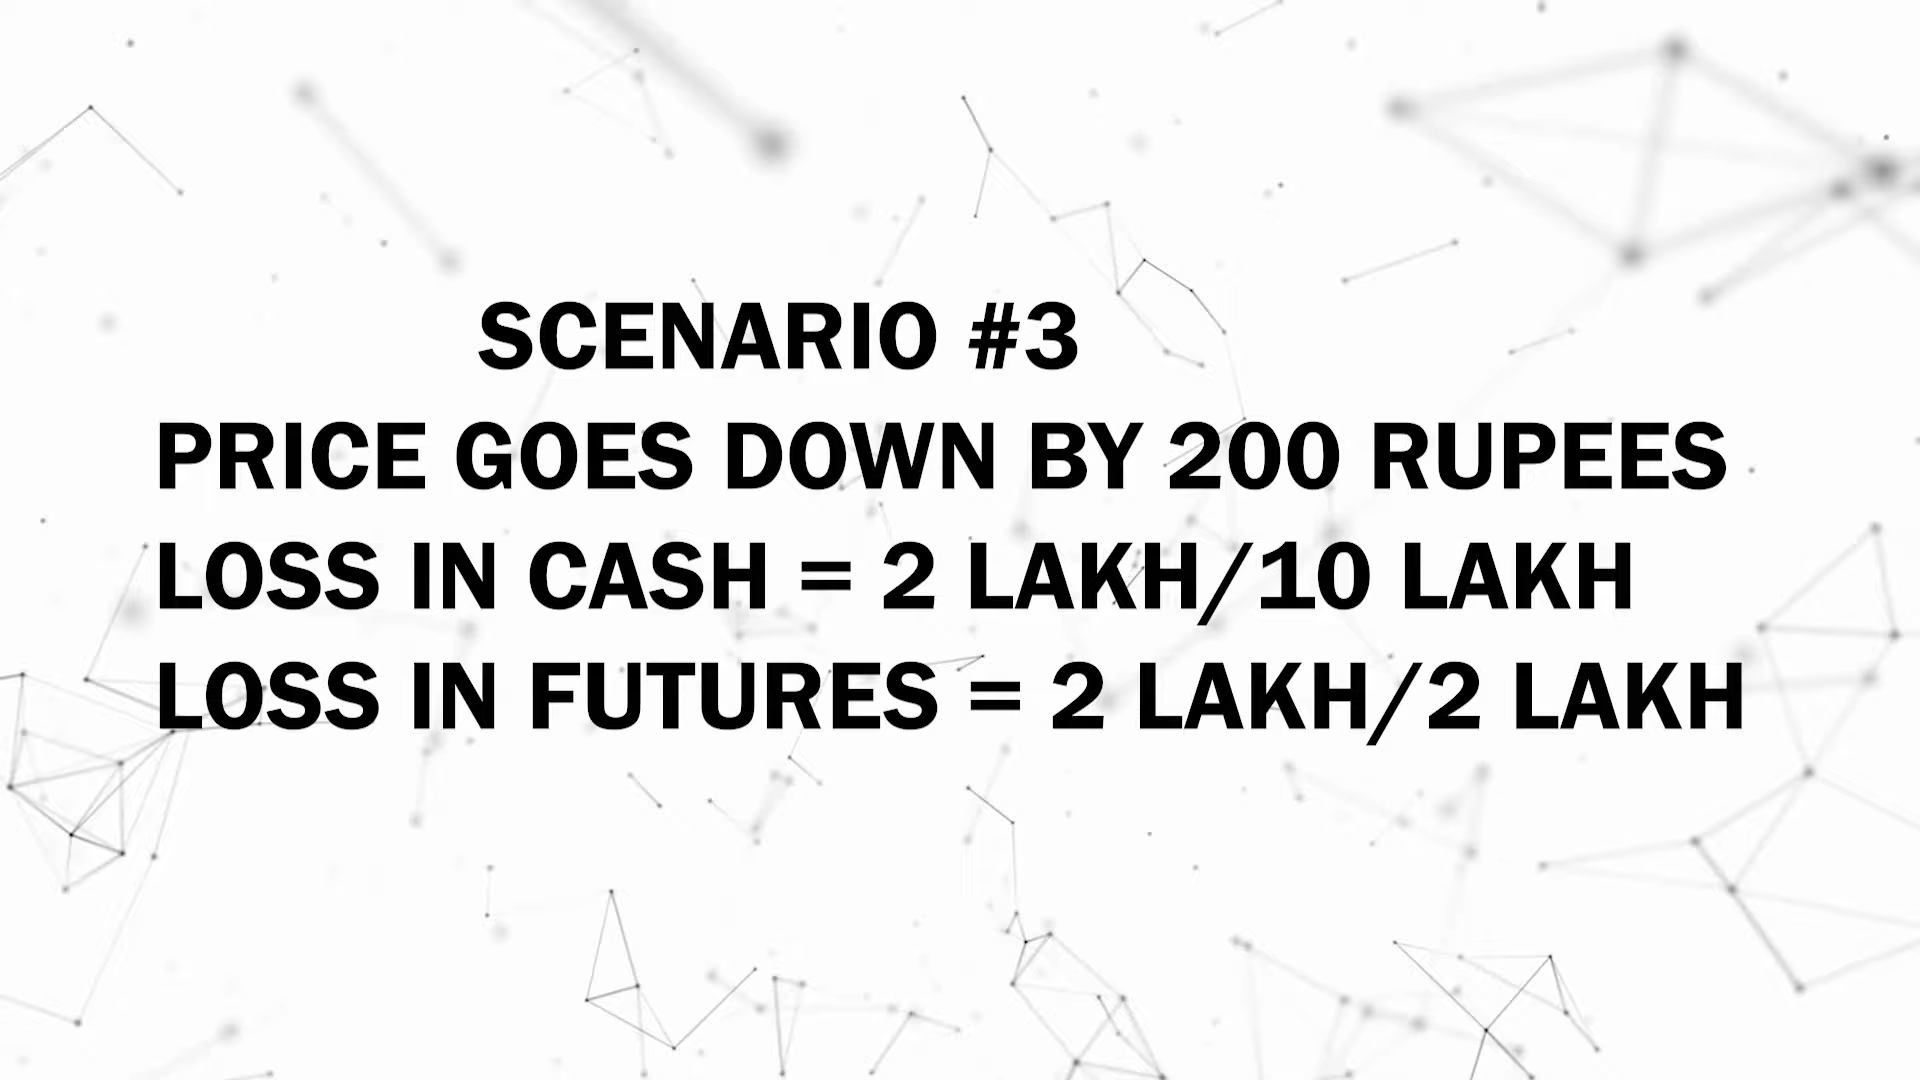 SCENARIO #3
PRICE GOES DOWN BY 200 RUPEES
LOSS IN CASH = 2 LAKH/10 LAKH
LOSS IN FUTURES = 2 LAKH/2 LAKH